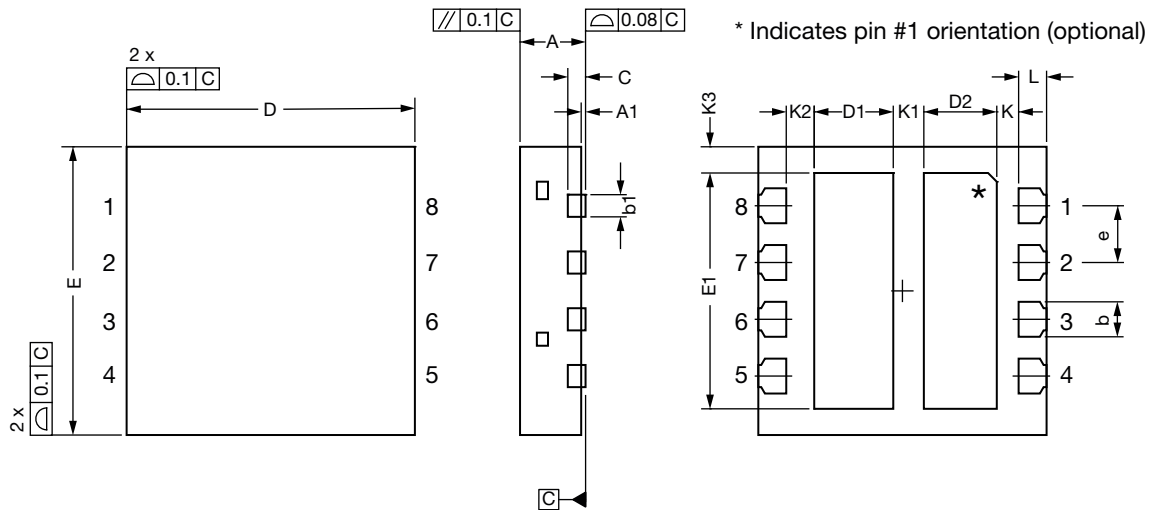 // 0.1 C
A
⌓ 0.08 C
* Indicates pin #1 orientation (optional)
2 x
⌓ 0.1 C
D
C
A1
K3
K2
D1
K1
D2
K
L
E
1
2
3
4
8
7
6
5
b1
E1
8
7
6
5
*
1
2
3
4
e
b
2 x
⌓ 0.1 C
C